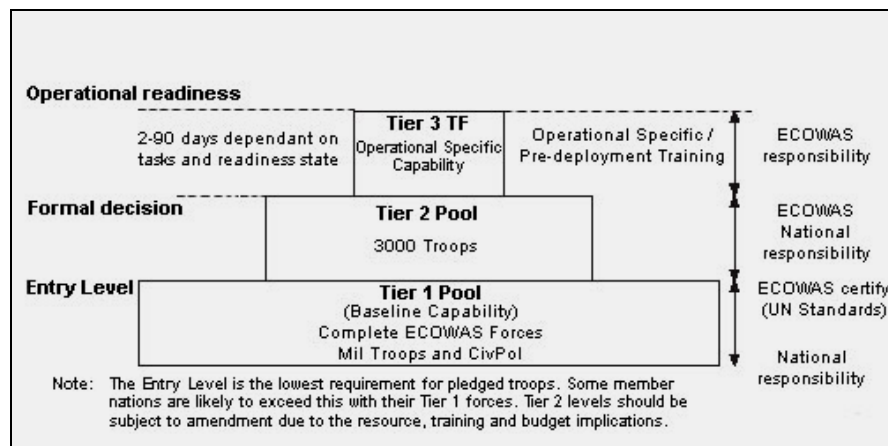 Operational readiness
2-90 days dependant on
tasks and readiness state
Tier 3 TF
Operational Specific
Capability
Operational Specific /
Pre-deployment Training
ECOWAS
responsibility
Formal decision
Tier 2 Pool
3000 Troops
ECOWAS
National
responsibility
Entry Level
Tier 1 Pool
(Baseline Capability)
Complete ECOWAS Forces
Mil Troops and CivPol
ECOWAS certify
(UN Standards)
National
responsibility
Note: The Entry Level is the lowest requirement for pledged troops. Some member
nations are likely to exceed this with their Tier 1 forces. Tier 2 levels should be
subject to amendment due to the resource, training and budget implications.